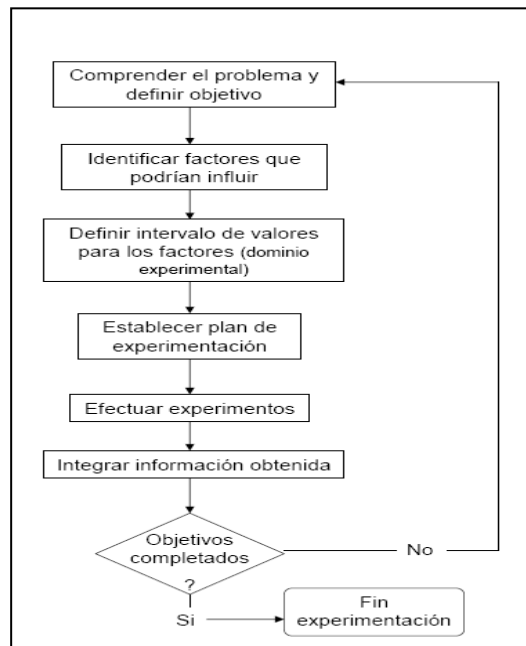 Comprender el problema y
definir objetivo
Identificar factores que
podrían influir
Definir intervalo de valores
para los factores (dominio
experimental)
Establecer plan de
experimentación
Efectuar experimentos
Integrar información obtenida
Objetivos
completados
?
No
Si
Fin
experimentación